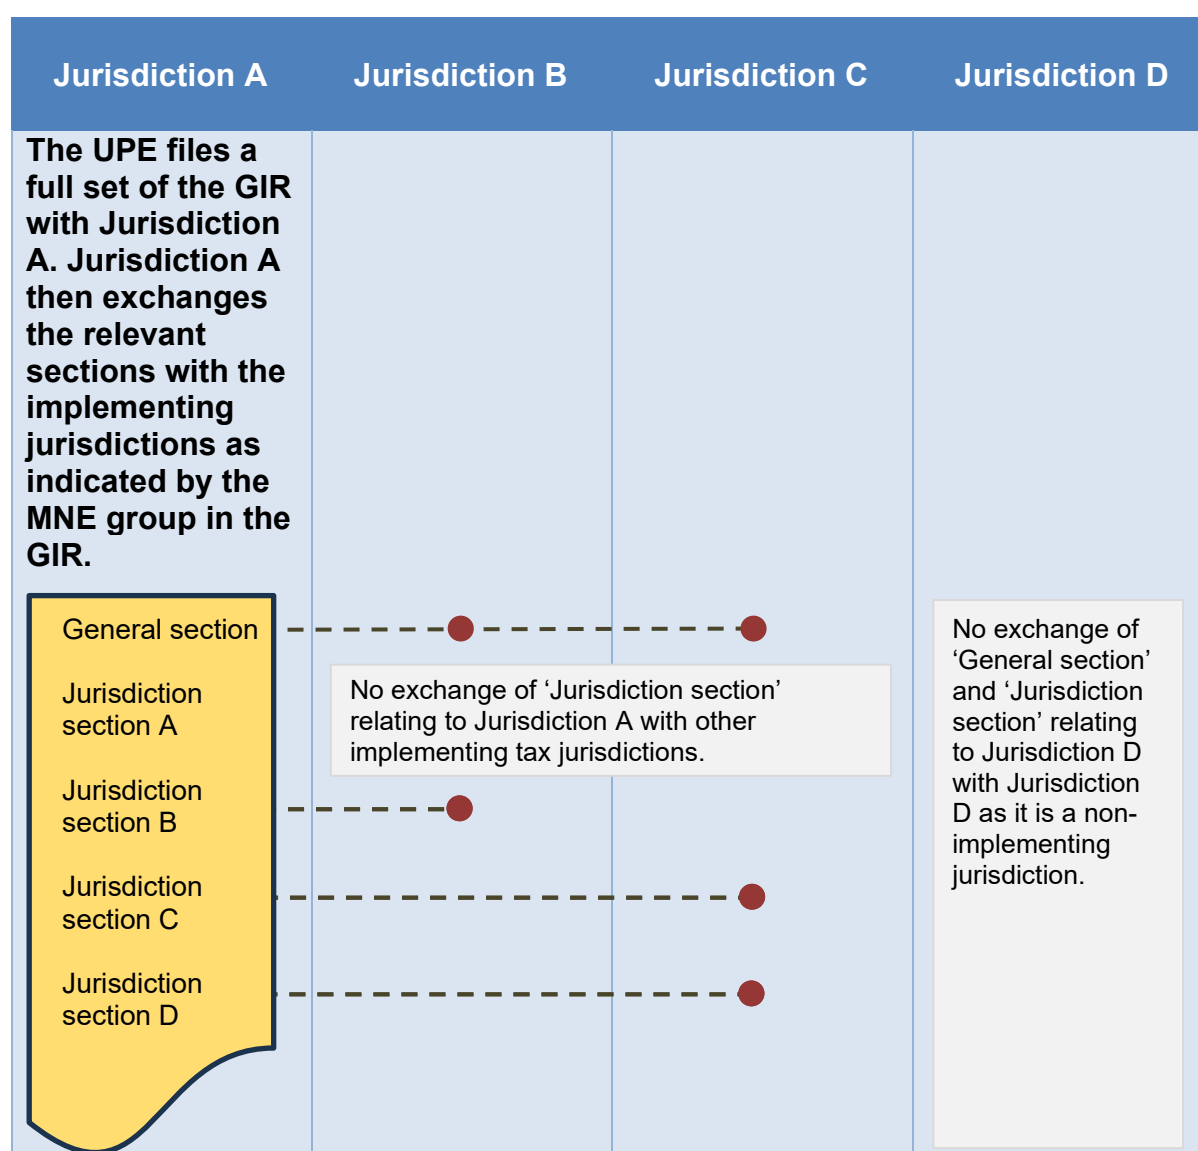 Jurisdiction A
Jurisdiction B
Jurisdiction C
Jurisdiction D
The UPE files a
full set of the GIR
with Jurisdiction
A. Jurisdiction A
then exchanges
the relevant
sections with the
implementing
jurisdictions as
indicated by the
MNE group in the
GIR.
General section
Jurisdiction
section A
Jurisdiction
section B
Jurisdiction
section C
Jurisdiction
section D
No exchange of ‘Jurisdiction section’
relating to Jurisdiction A with other
implementing tax jurisdictions.
No exchange of
‘General section’
and ‘Jurisdiction
section’ relating
to Jurisdiction D
with Jurisdiction
D as it is a non-
implementing
jurisdiction.